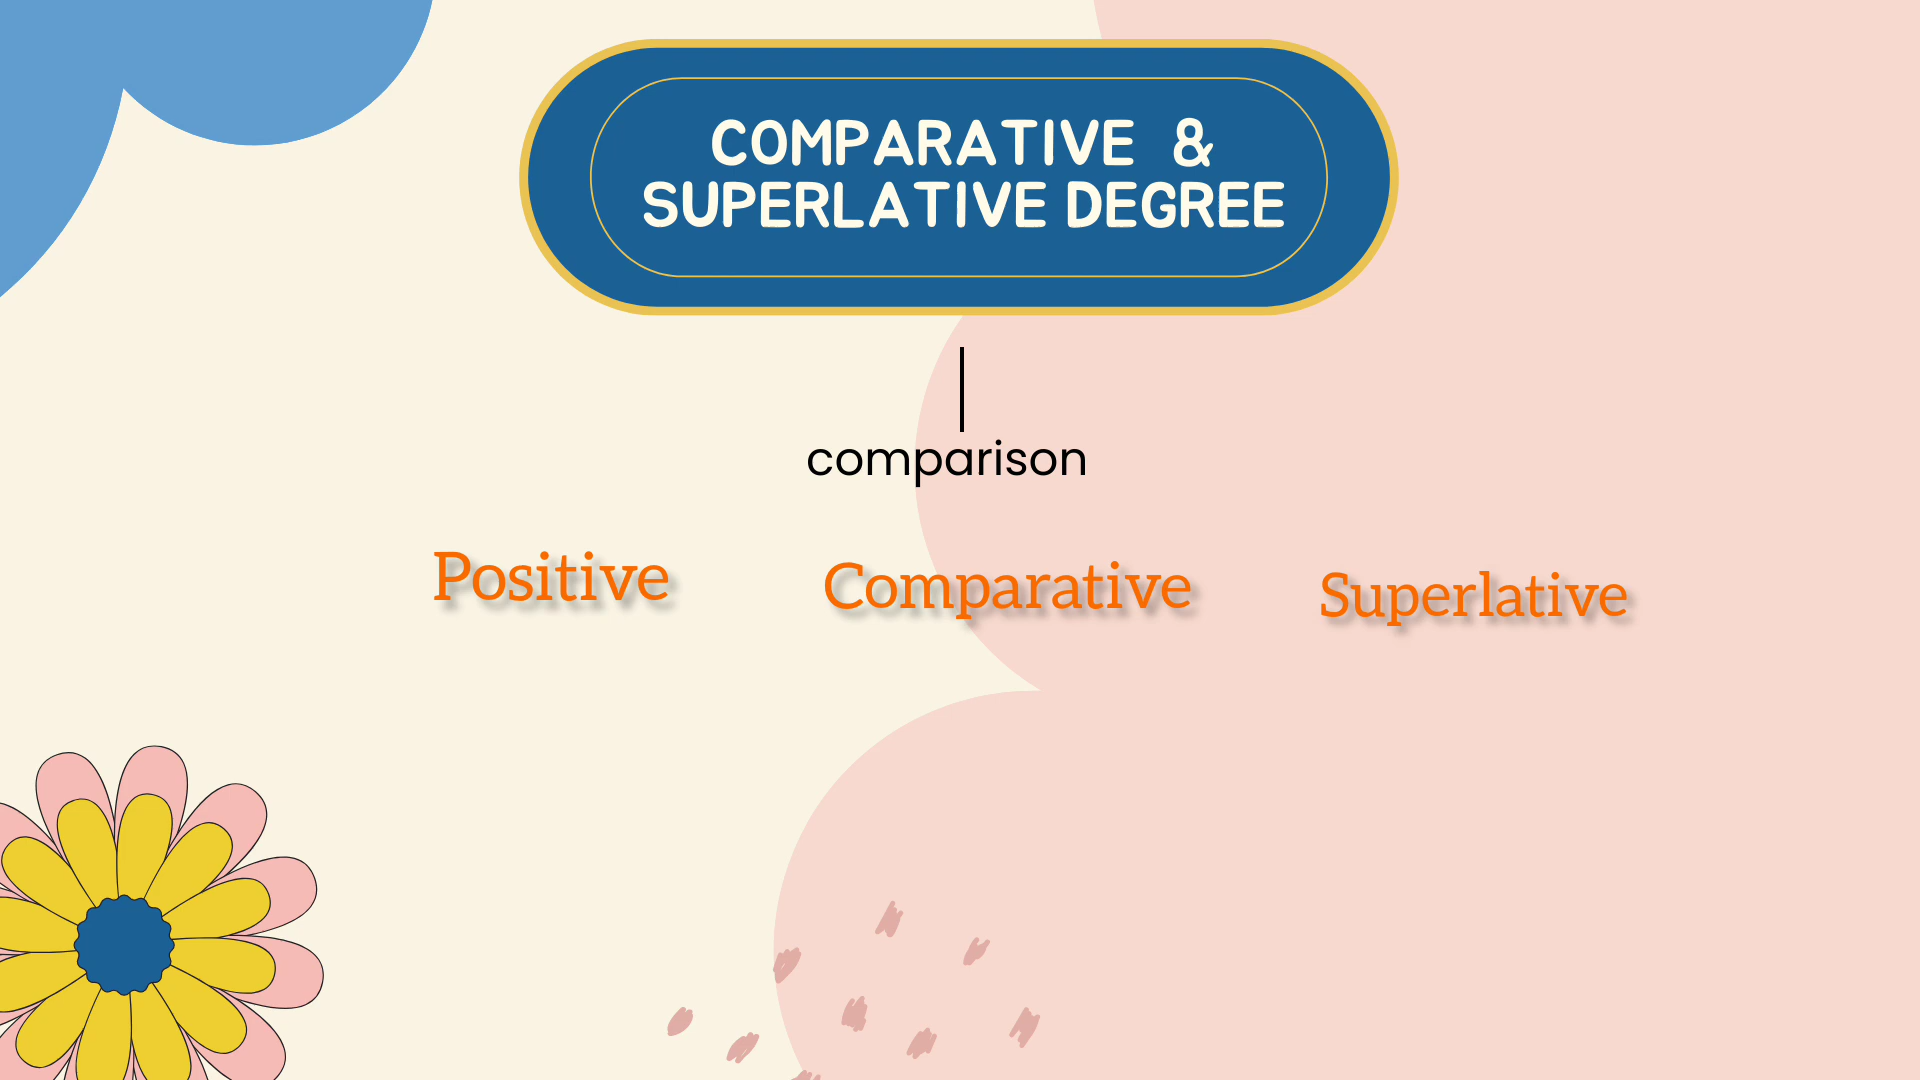 COMPARATIVE &
SUPERLATIVE DEGREE
comparison
Positive
Comparative
Superlative